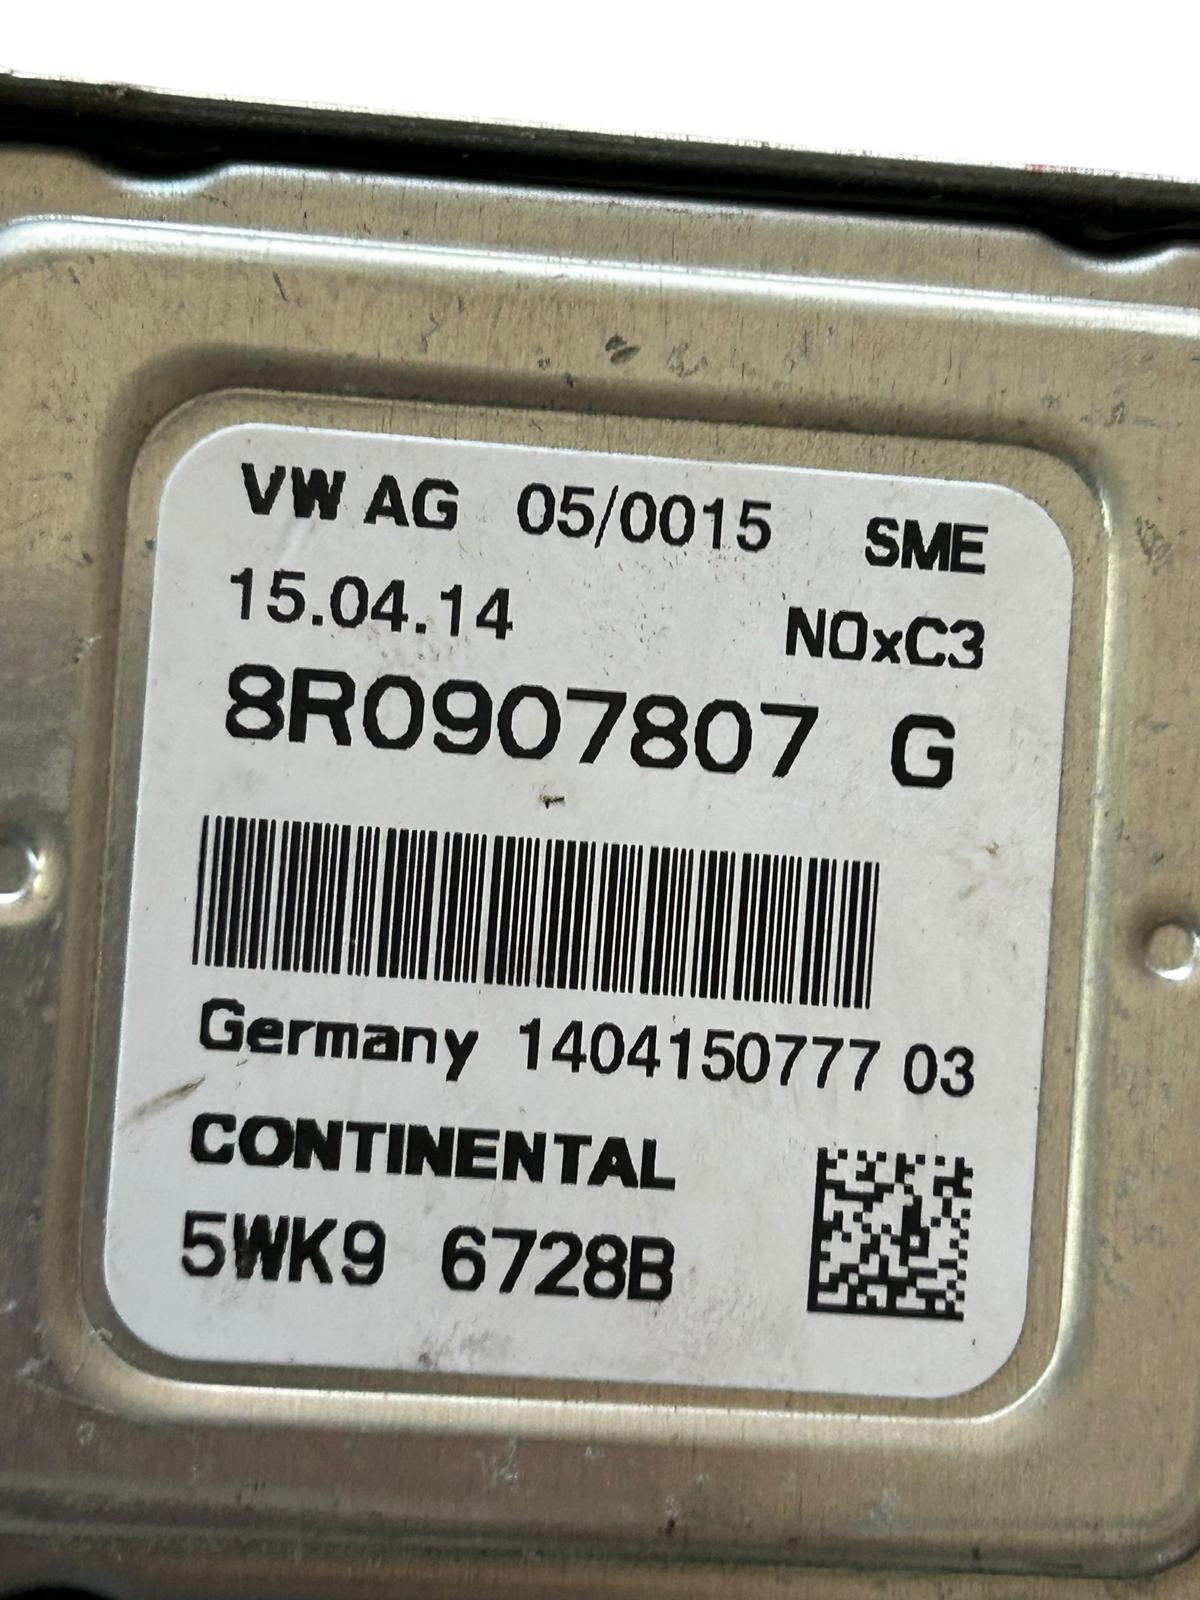 VW AG 05/0015 SME
15.04.14 NOxC3
8R0907807 G
Germany 1404150777 03
CONTINENTAL
5WK9 6728B